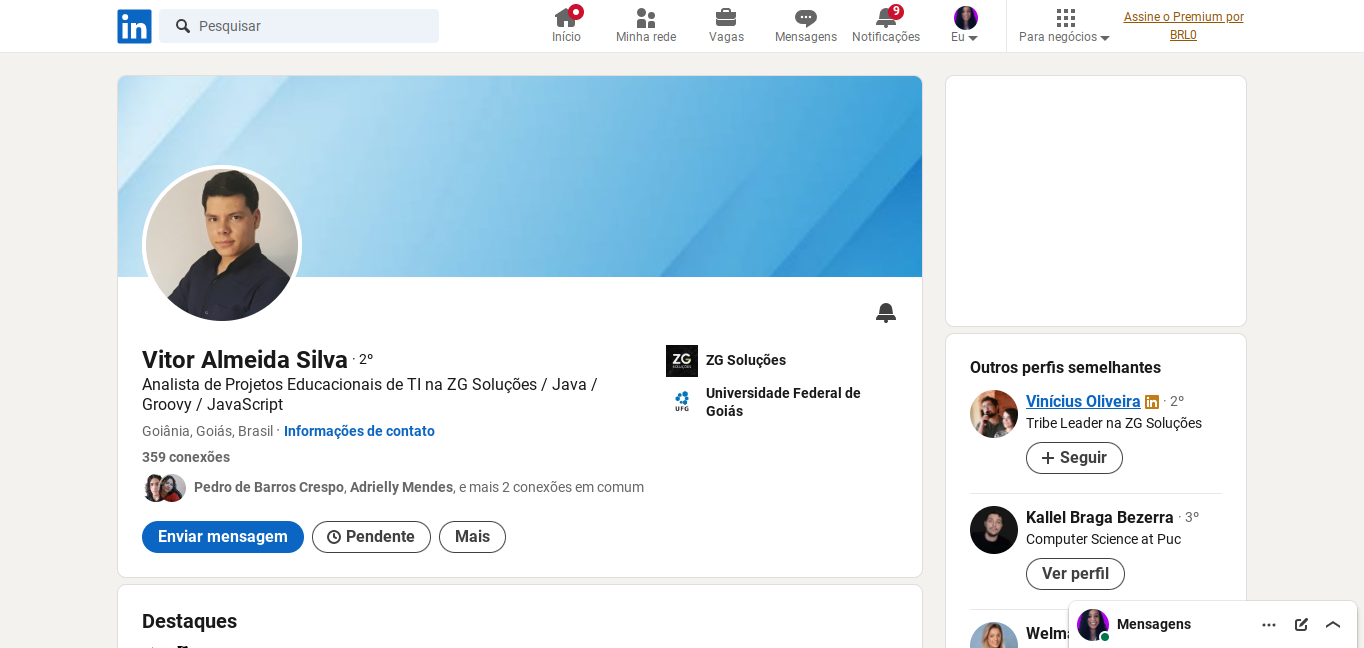 in
Pesquisar
Início
Minha rede
Vagas
Mensagens
9
Notificações
Eu
Para negócios
Assine o Premium por
BRL0
Vitor Almeida Silva · 2º
Analista de Projetos Educacionais de TI na ZG Soluções / Java /
Groovy / JavaScript
Goiânia, Goiás, Brasil · Informações de contato
359 conexões
Pedro de Barros Crespo, Adrielly Mendes, e mais 2 conexões em comum
Enviar mensagem
Pendente
Mais
ZG
ZG Soluções
UFG
Universidade Federal de
Goiás
Destaques
Outros perfis semelhantes
Vinícius Oliveira in · 2º
Tribe Leader na ZG Soluções
+ Seguir
Kallel Braga Bezerra · 3º
Computer Science at Puc
Ver perfil
Mensagens